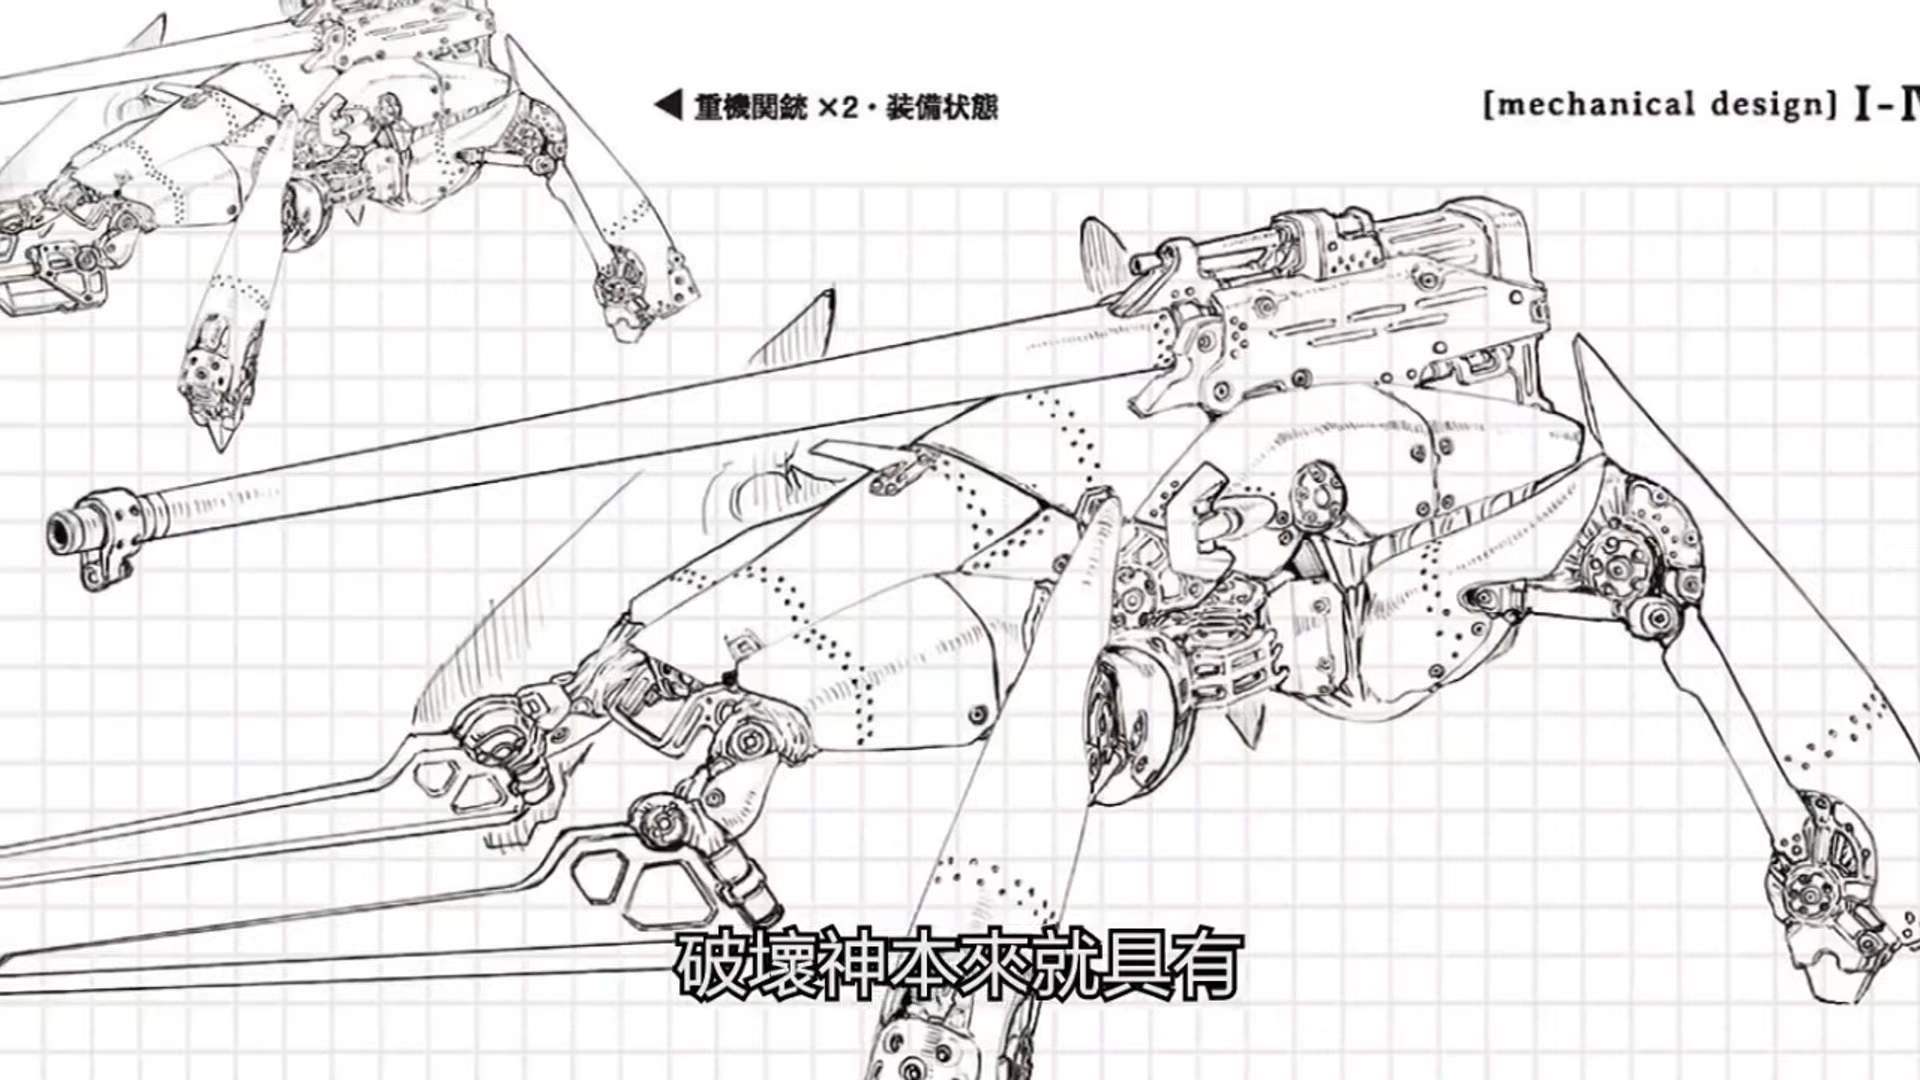 ◀ 重機関銃 ×2・装備状態
[mechanical design] I-
破壞神本來就具有